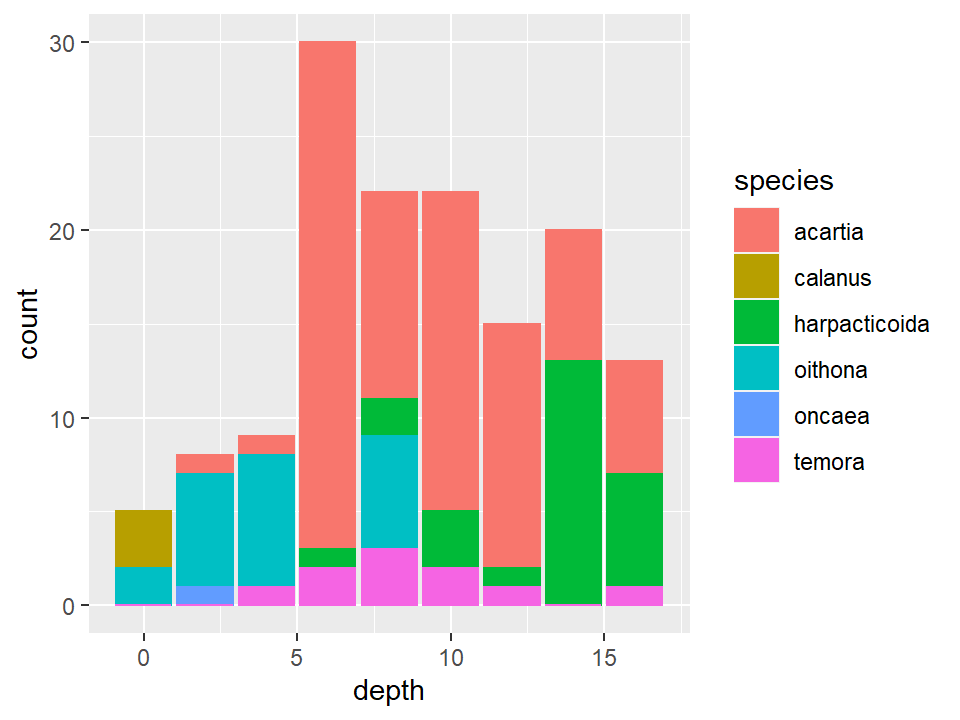 30
20
10
0
count
0 5 10 15
depth
species
acartia
calanus
harpacticoida
oithona
oncaea
temora